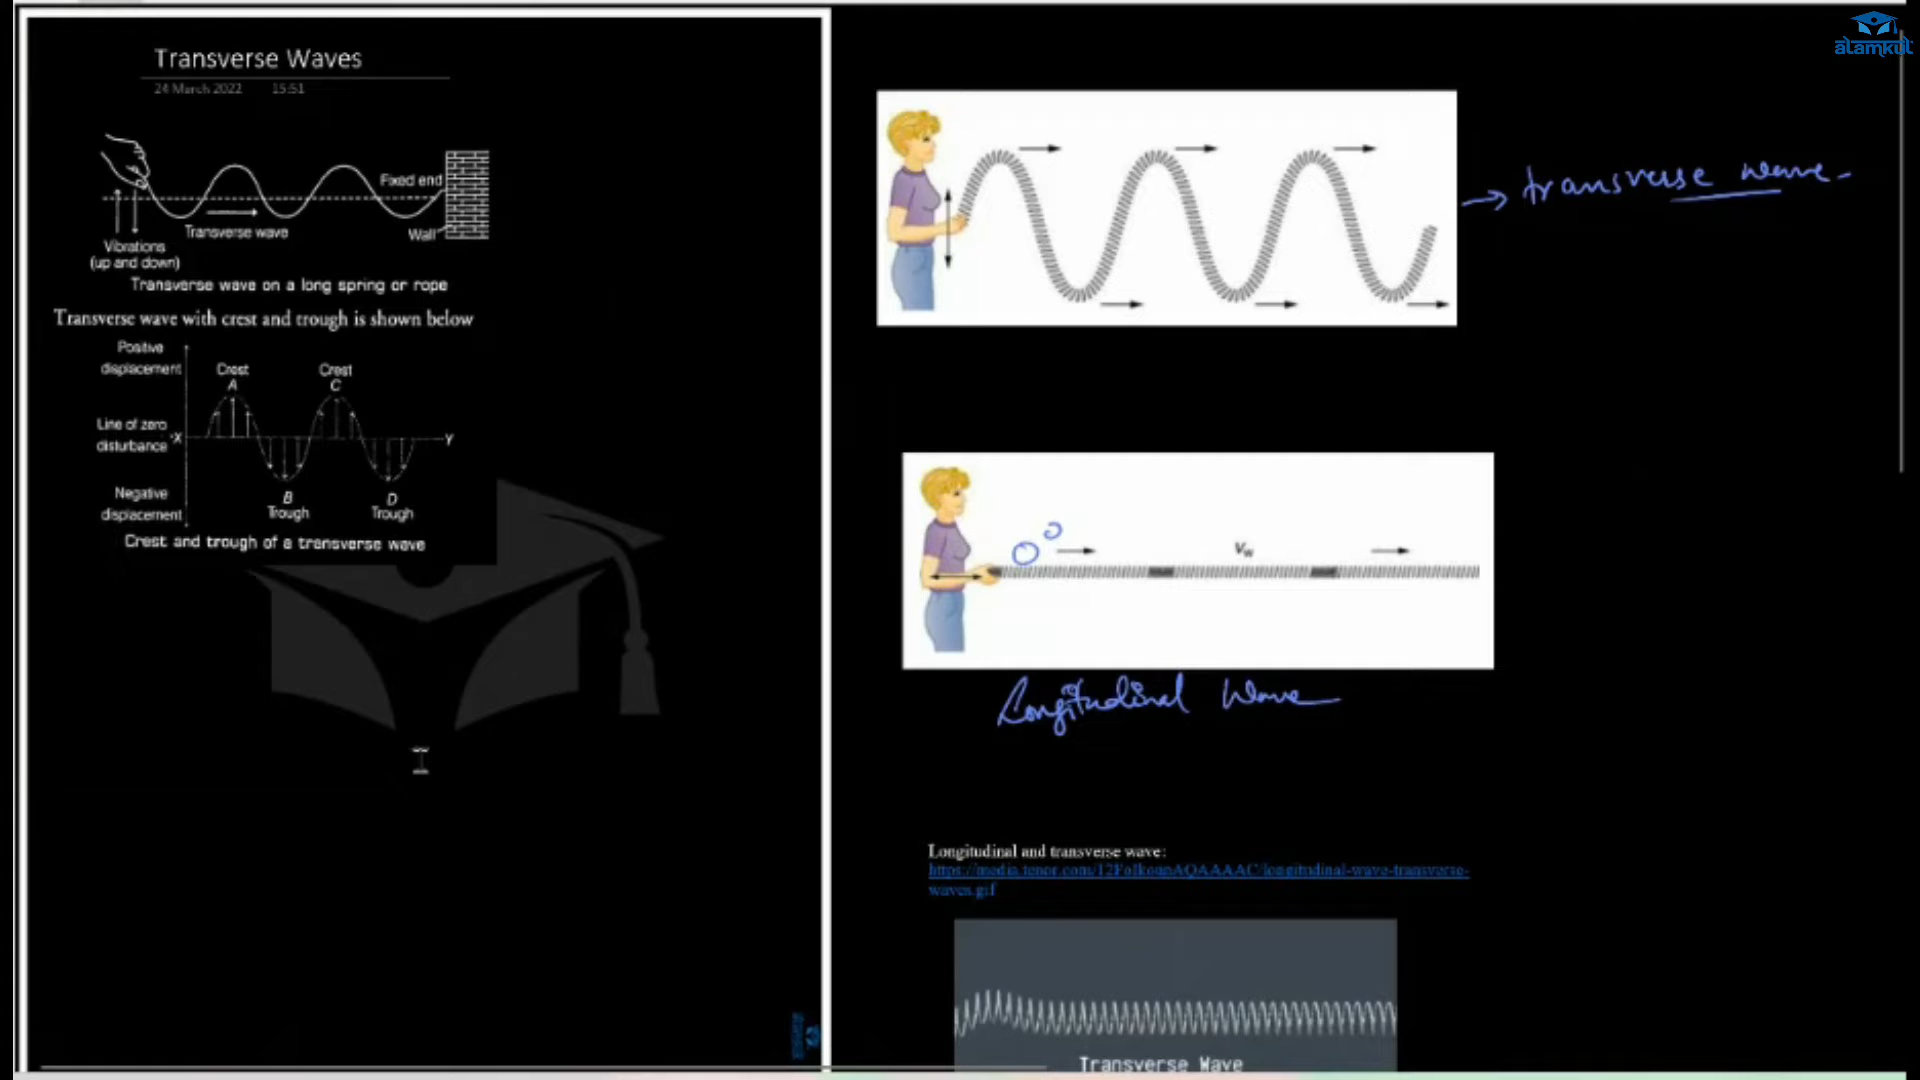 alamkul
Transverse Waves
24 March 2022 15:51
Fixed end
Transverse wave
Wall
Vibrations
(up and down)
Transverse wave on a long spring or rope
Transverse wave with crest and trough is shown below
Positive
displacement
Crest
A
Crest
C
Line of zero
disturbance
X
Y
Negative
displacement
B
Trough
D
Trough
Crest and trough of a transverse wave
→ transverse wave.
Vw
Longitudinal Wave
Longitudinal and transverse wave:
waves.gif
Transverse Wave